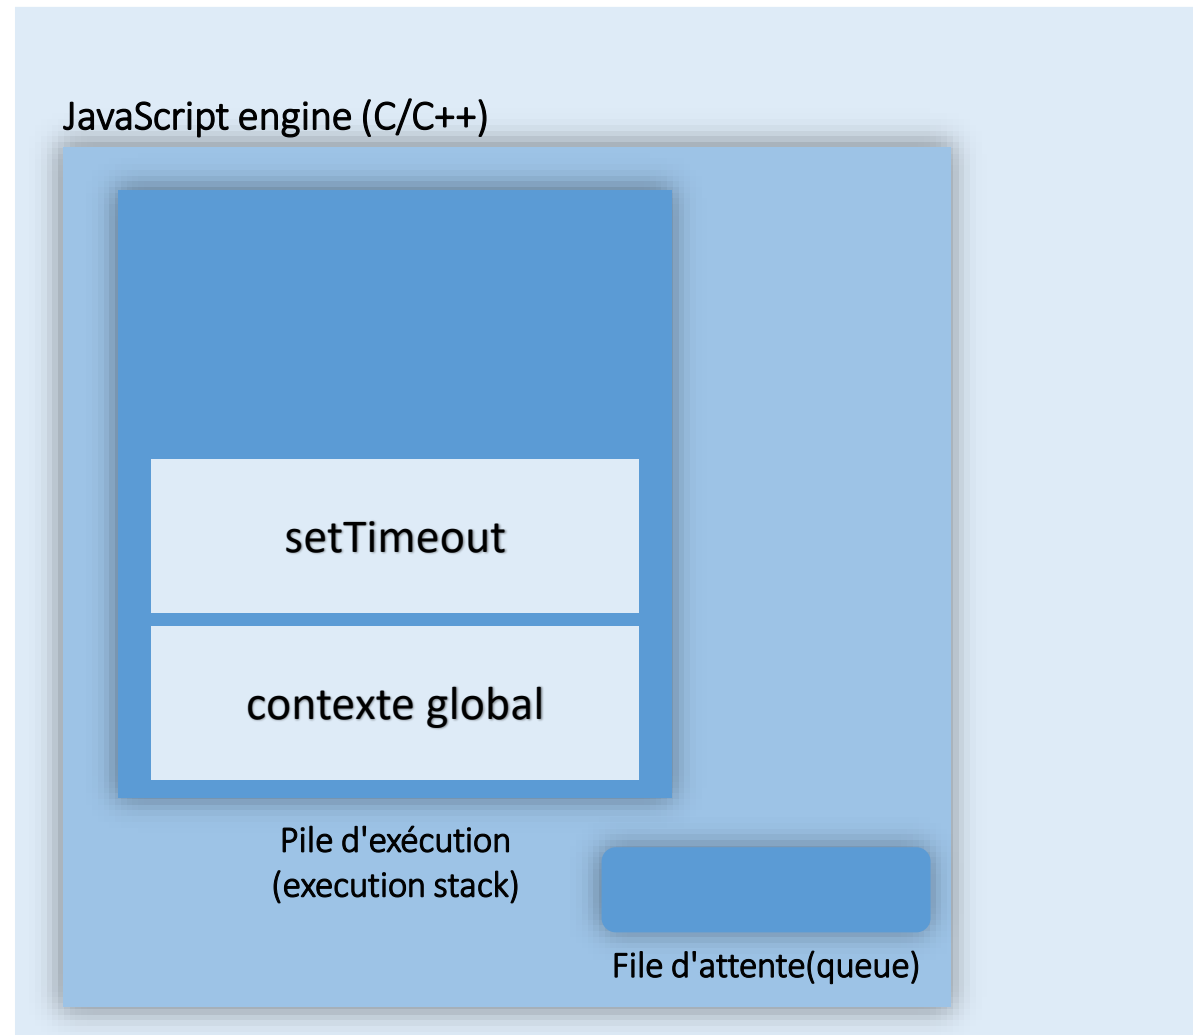 JavaScript engine (C/C++)
setTimeout
contexte global
Pile d'exécution
(execution stack)
File d'attente(queue)